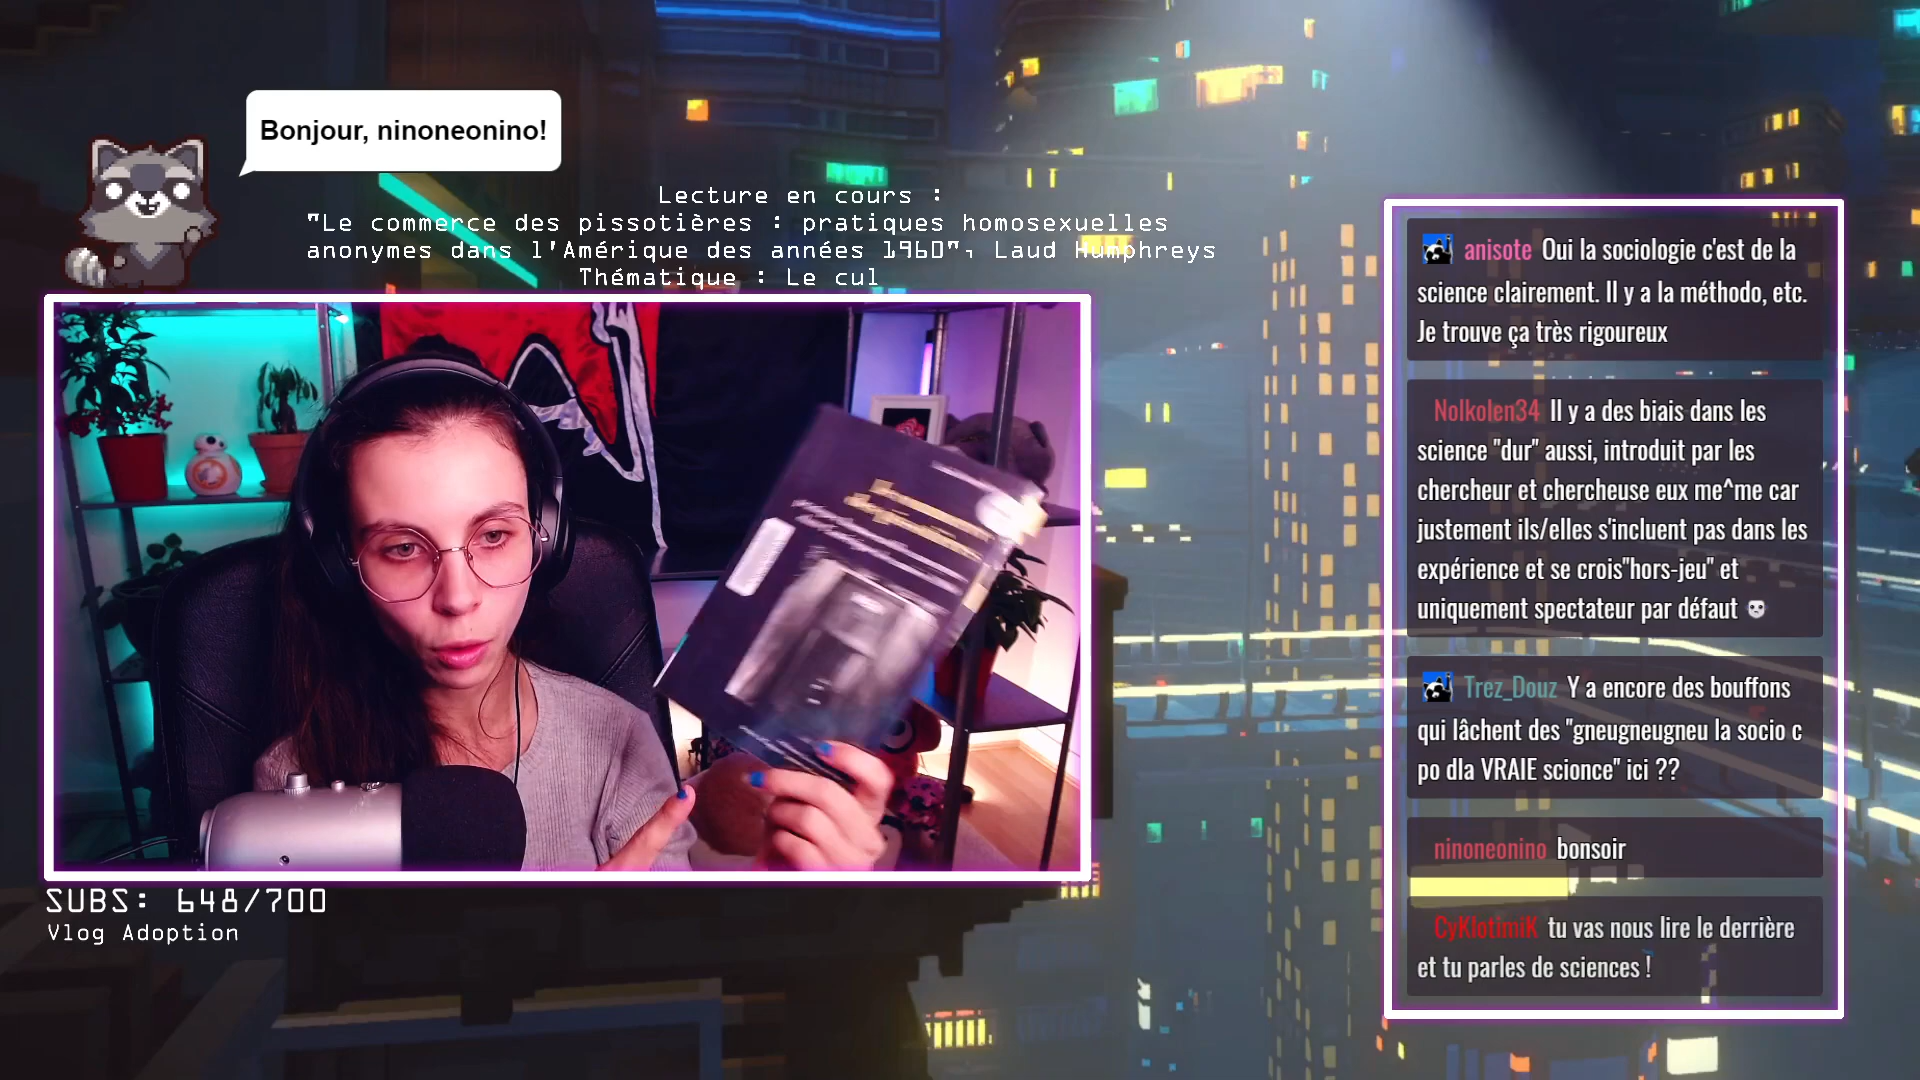 Bonjour, ninoneonino!
Lecture en cours :
"Le commerce des pissotières : pratiques homosexuelles
anonymes dans l'Amérique des années 1960", Laud Humphreys
Thématique : Le cul
SUBS: 648/700
Vlog Adoption
anisote Oui la sociologie c'est de la
science clairement. Il y a la méthodo, etc.
Je trouve ça très rigoureux
Nolkolen34 Il y a des biais dans les
science "dur" aussi, introduit par les
chercheur et chercheuse eux me^me car
justement ils/elles s'incluent pas dans les
expérience et se crois"hors-jeu" et
uniquement spectateur par défaut
Trez_Douz Y a encore des bouffons
qui lâchent des "gneugneugneu la socio c
po dla VRAIE scionce" ici ??
ninoneonino bonsoir
CyKlotimiK tu vas nous lire le derrière
et tu parles de sciences !